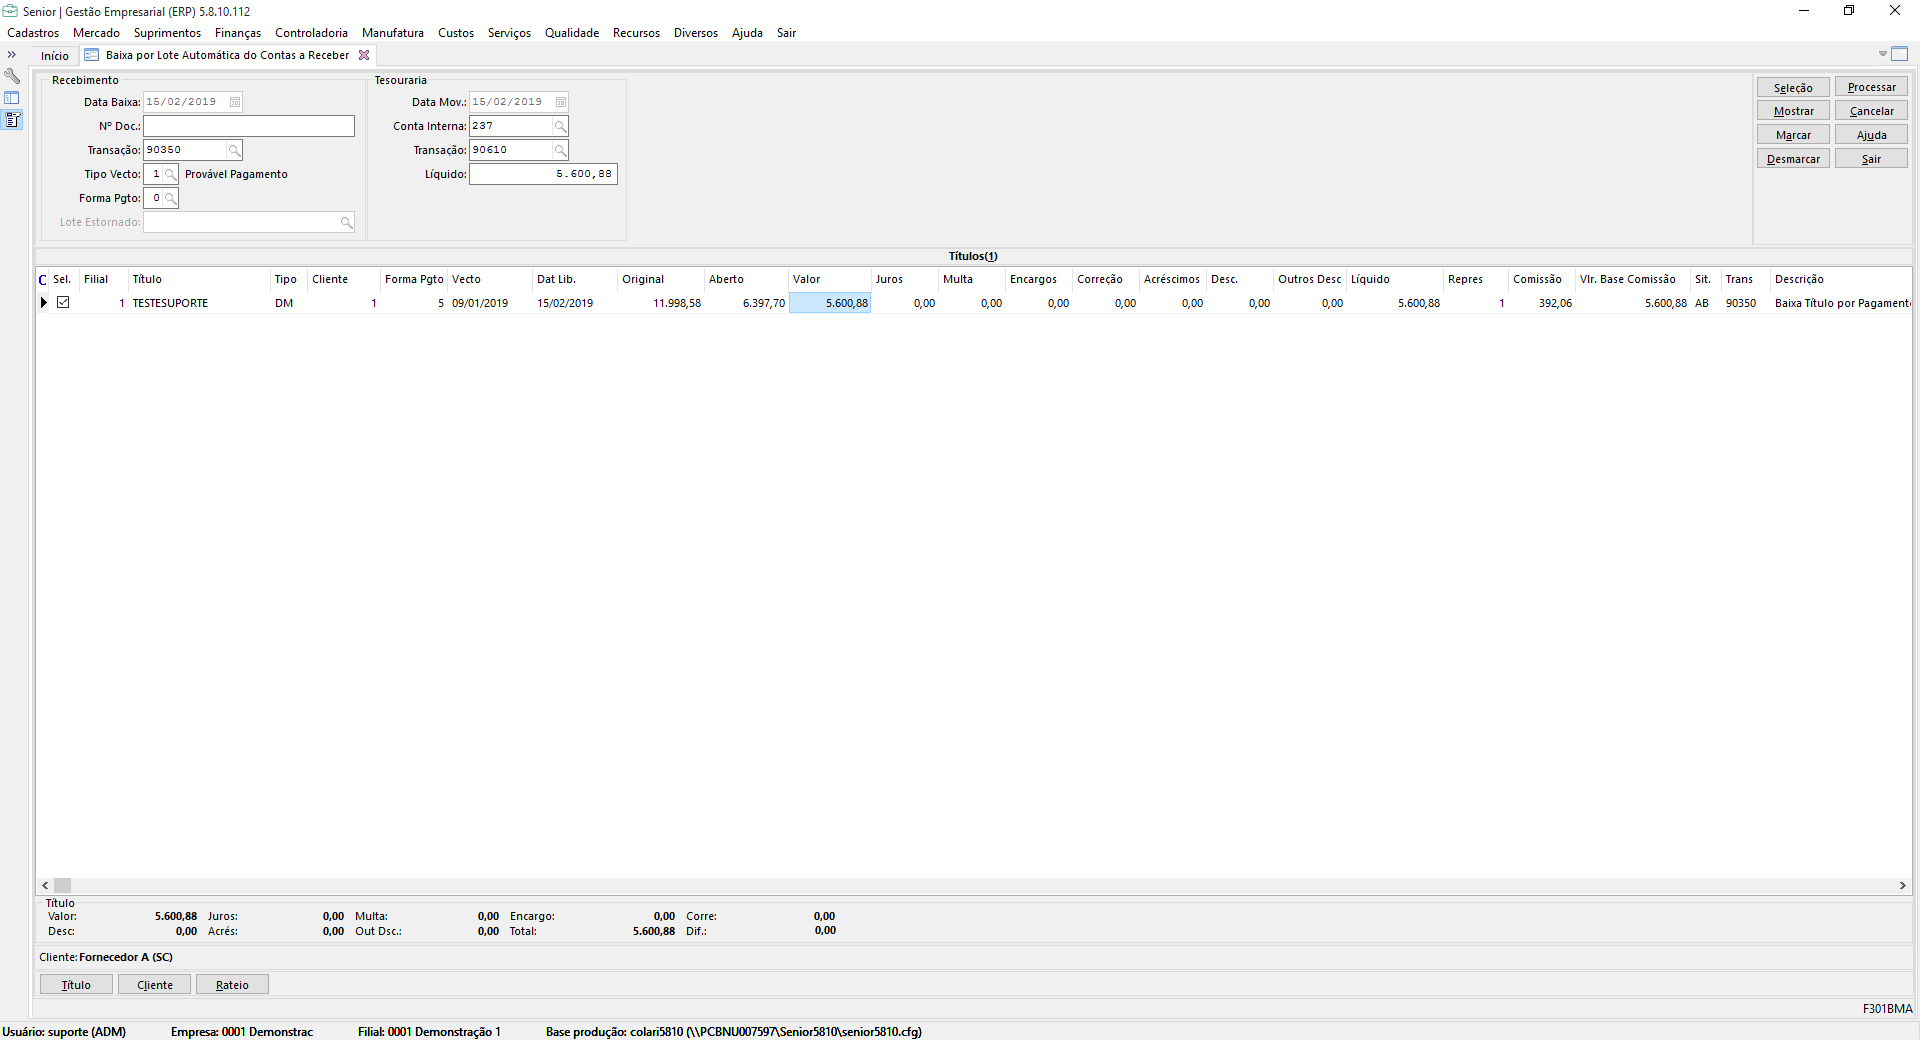 Senior | Gestão Empresarial (ERP) 5.8.10.112
Cadastros Mercado Suprimentos Finanças Controladoria Manufatura Custos Serviços Qualidade Recursos Diversos Ajuda Sair
Início Baixa por Lote Automática do Contas a Receber
Recebimento Tesouraria
Data Baixa: 15/02/2019 Data Mov.: 15/02/2019 Seleção Processar
Nº Doc.: Conta Interna: 237 Mostrar Cancelar
Transação: 90350 Transação: 90610 Marcar Ajuda
Tipo Vecto: 1 Provável Pagamento Líquido: 5.600,88 Desmarcar Sair
Forma Pgto: 0
Lote Estornado:
Títulos(1)
C Sel. Filial Título Tipo Cliente Forma Pgto Vecto Dat Lib. Original Aberto Valor Juros Multa Encargos Correção Acréscimos Desc. Outros Desc Líquido Repres Comissão Vlr. Base Comissão Sit. Trans Descrição
1 TESTESUPORTE DM 1 5 09/01/2019 15/02/2019 11.998,58 6.397,70 5.600,88 0,00 0,00 0,00 0,00 0,00 0,00 0,00 5.600,88 1 392,06 5.600,88 AB 90350 Baixa Título por Pagamento
Título
Valor: 5.600,88 Juros: 0,00 Multa: 0,00 Encargo: 0,00 Corre: 0,00
Desc: 0,00 Acrés: 0,00 Out Dsc.: 0,00 Total: 5.600,88 Dif.: 0,00
Cliente: Fornecedor A (SC)
Título Cliente Rateio
F301BMA
Usuário: suporte (ADM) Empresa: 0001 Demonstrac Filial: 0001 Demonstração 1 Base produção: colari5810 (\\PCBNU007597\Senior5810\senior5810.cfg)